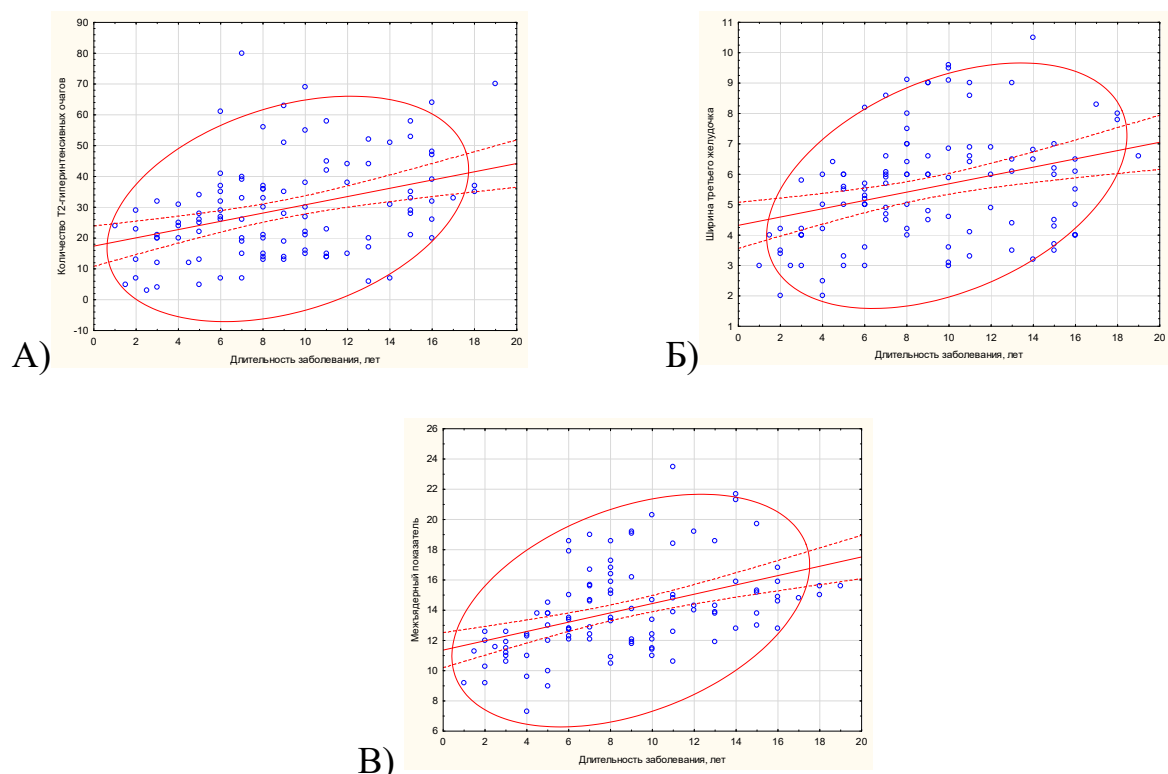 90
80
70
60
50
40
30
20
10
0
-10
Количество Т2-гиперинтенсивных очагов
0 2 4 6 8 10 12 14 16 18 20
Длительность заболевания, лет
А)
11
10
9
8
7
6
5
4
3
2
1
Ширина третьего желудочка
0 2 4 6 8 10 12 14 16 18 20
Длительность заболевания, лет
Б)
26
24
22
20
18
16
14
12
10
8
6
Межъядерный показатель
0 2 4 6 8 10 12 14 16 18 20
Длительность заболевания, лет
В)